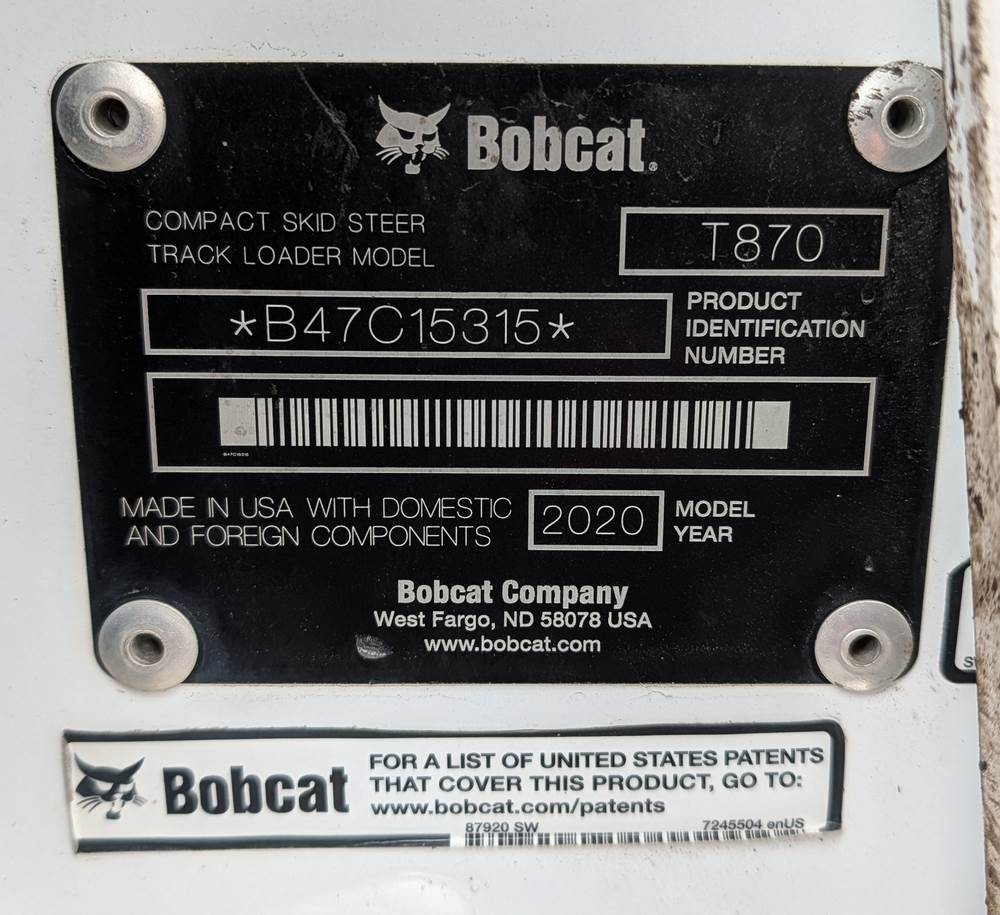 Bobcat®
COMPACT SKID STEER
TRACK LOADER MODEL
T870
*B47C15315*
PRODUCT
IDENTIFICATION
NUMBER
MADE IN USA WITH DOMESTIC
AND FOREIGN COMPONENTS
2020
MODEL
YEAR
Bobcat Company
West Fargo, ND 58078 USA
www.bobcat.com
Bobcat
FOR A LIST OF UNITED STATES PATENTS
THAT COVER THIS PRODUCT, GO TO:
www.bobcat.com/patents
87920 SW
7245504 enUS